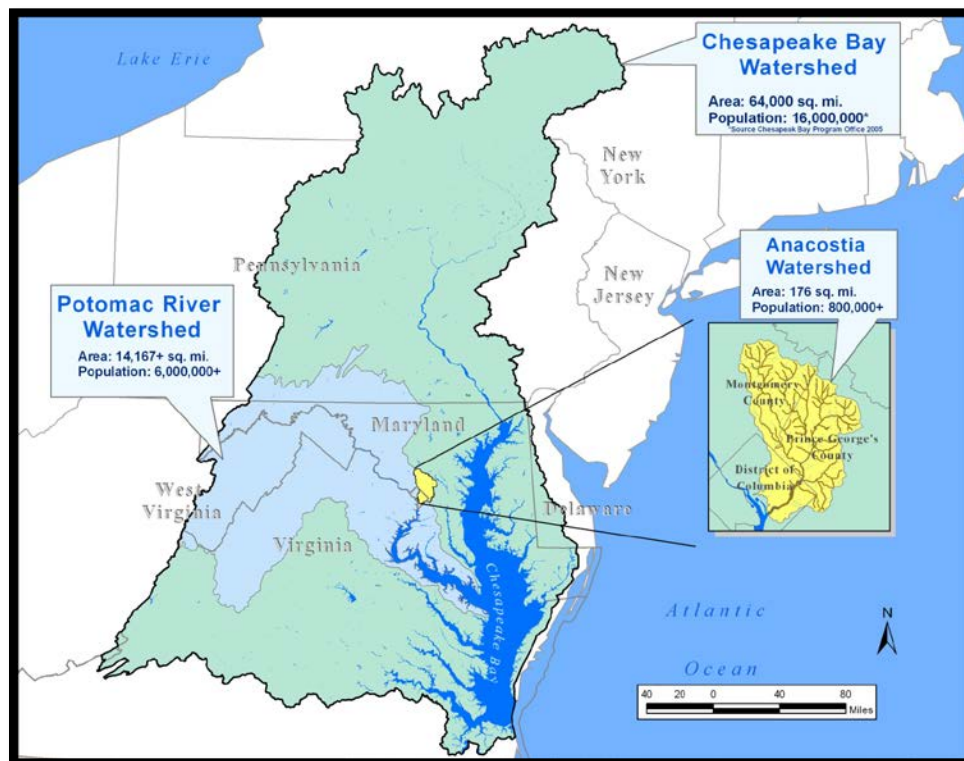 Lake Erie
Chesapeake Bay
Watershed
Area: 64,000 sq. mi.
Population: 16,000,000*
*Source Chesapeak Bay Program Office 2005
New
York
Anacostia
Watershed
Area: 176 sq. mi.
Population: 800,000+
Pennsylvania
New
Jersey
Potomac River
Watershed
Area: 14,167+ sq. mi.
Population: 6,000,000+
Maryland
Montgomery
County
Prince George's
County
District of
Columbia
West
Virginia
Delaware
Virginia
Chesapeake Bay
Atlantic
Ocean
N
40 20 0 40 80
Miles